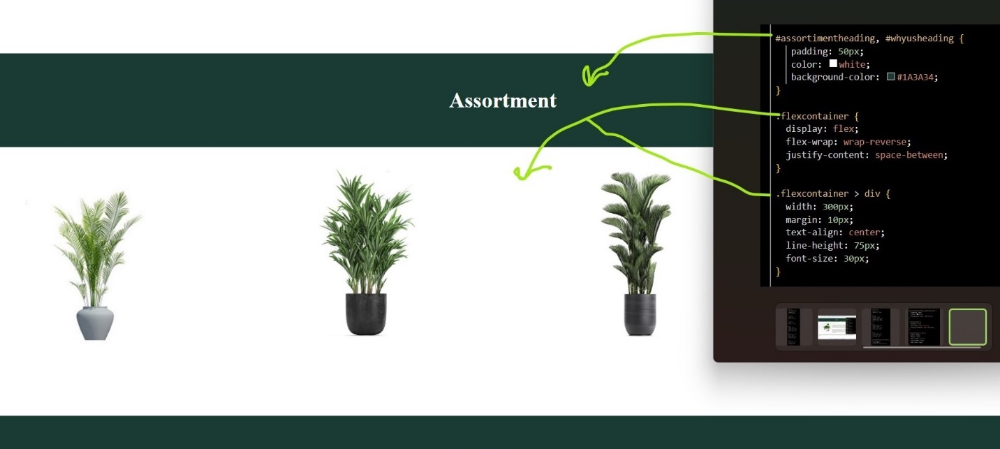 Assortment
#assortimentheading, #whyusheading {
padding: 50px;
color: white;
background-color: #1A3A34;
}
.flexcontainer {
display: flex;
flex-wrap: wrap-reverse;
justify-content: space-between;
}
.flexcontainer > div {
width: 300px;
margin: 10px;
text-align: center;
line-height: 75px;
font-size: 30px;
}